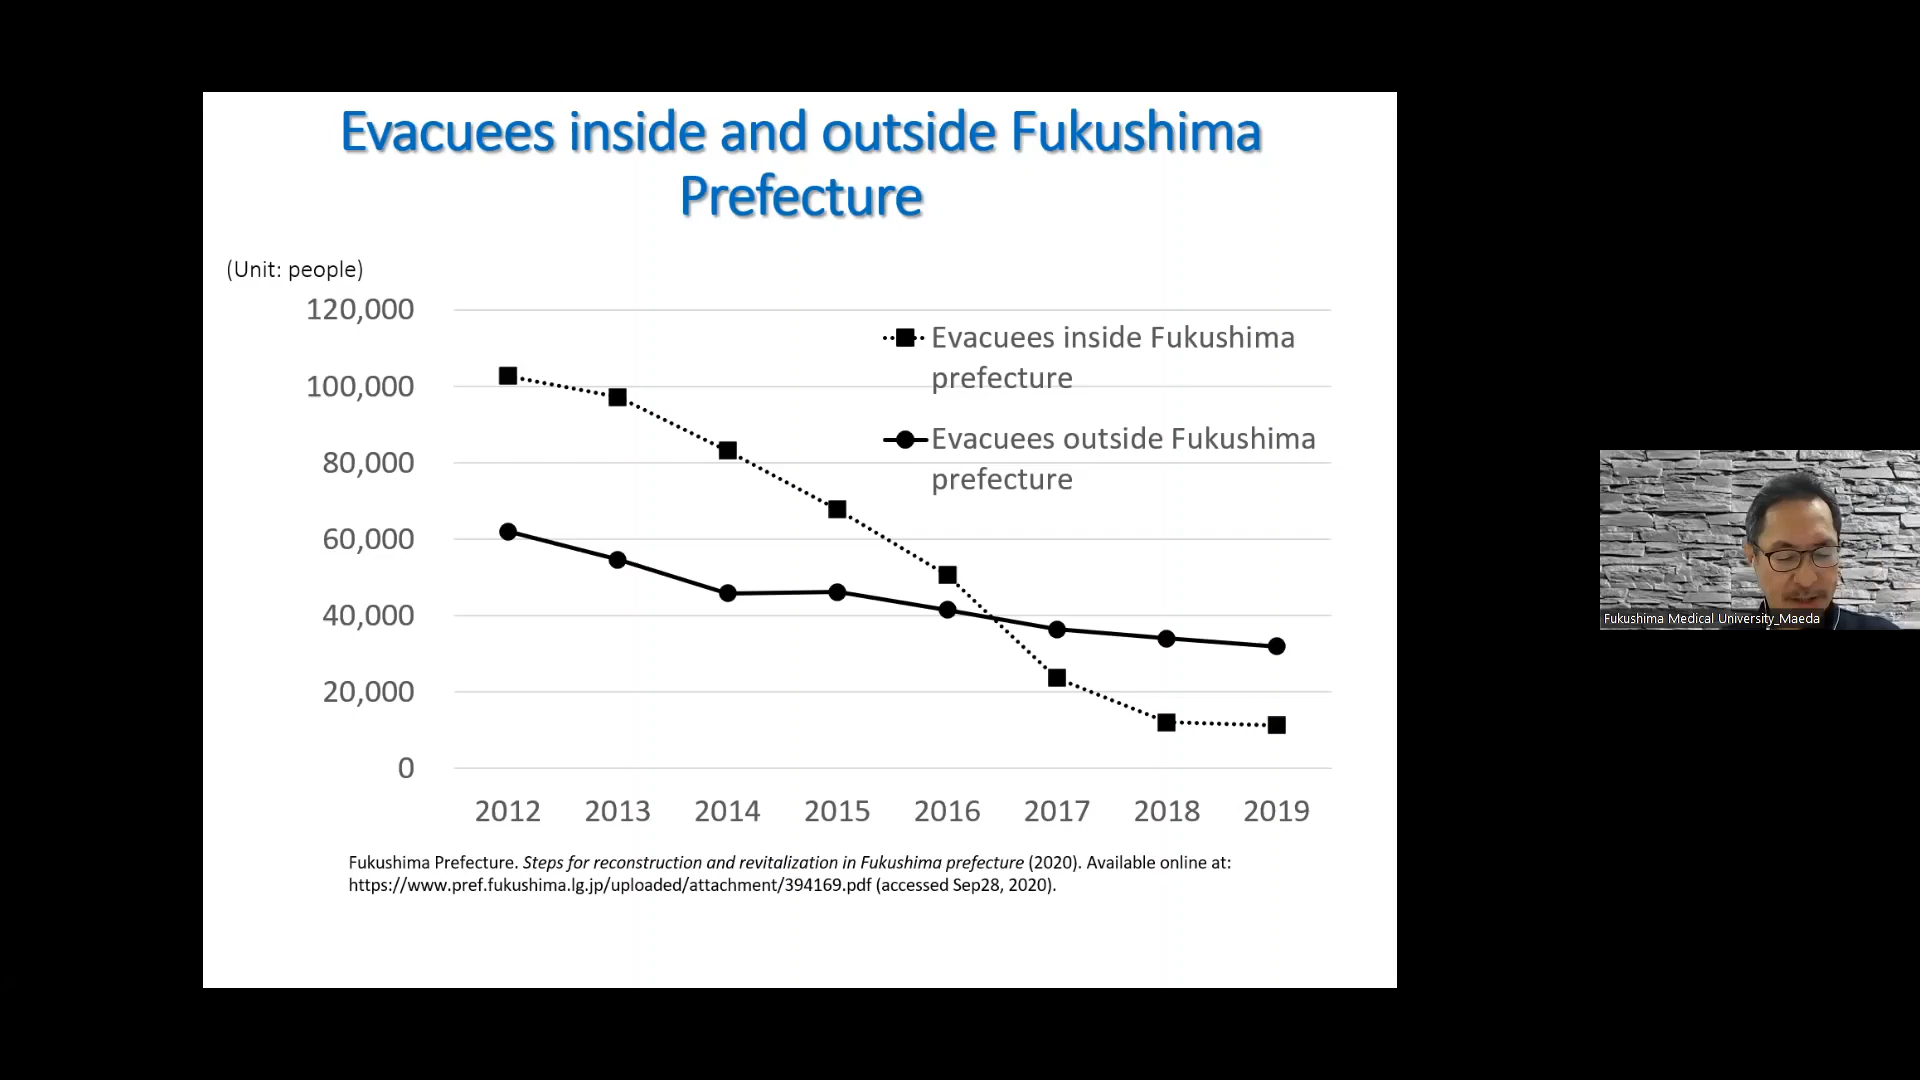 Evacuees inside and outside Fukushima
Prefecture
(Unit: people)
120,000
100,000
80,000
60,000
40,000
20,000
0
Evacuees inside Fukushima
prefecture
Evacuees outside Fukushima
prefecture
2012 2013 2014 2015 2016 2017 2018 2019
Fukushima Prefecture. Steps for reconstruction and revitalization in Fukushima prefecture (2020). Available online at:
https://www.pref.fukushima.lg.jp/uploaded/attachment/394169.pdf (accessed Sep28, 2020).
Fukushima Medical University_Maeda